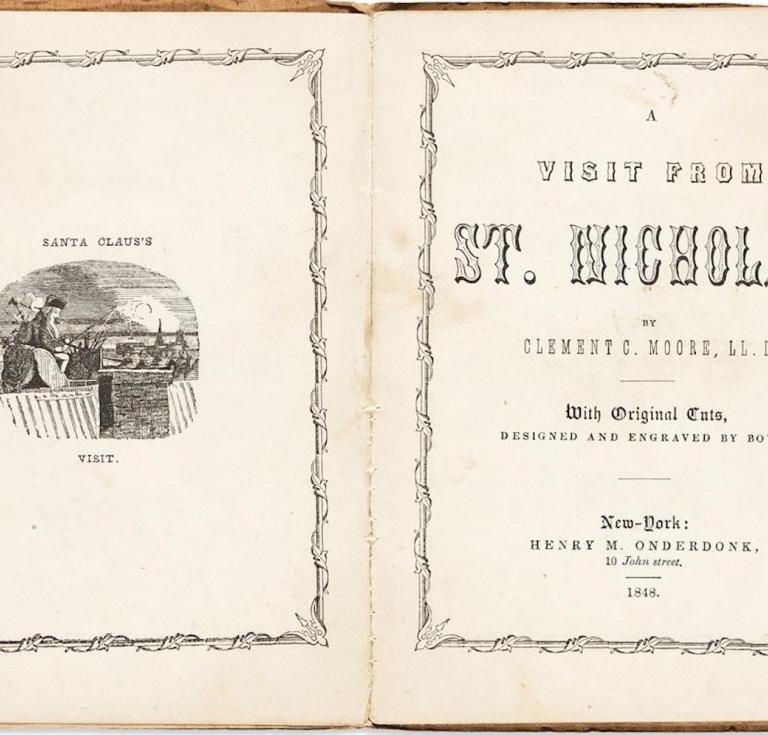 SANTA CLAUS'S
VISIT.
A
VISIT FROM
ST. NICHOL
BY
CLEMENT C. MOORE, LL.
With Original Cuts,
DESIGNED AND ENGRAVED BY BO
New-York:
HENRY M. ONDERDONK,
10 John street.
1848.